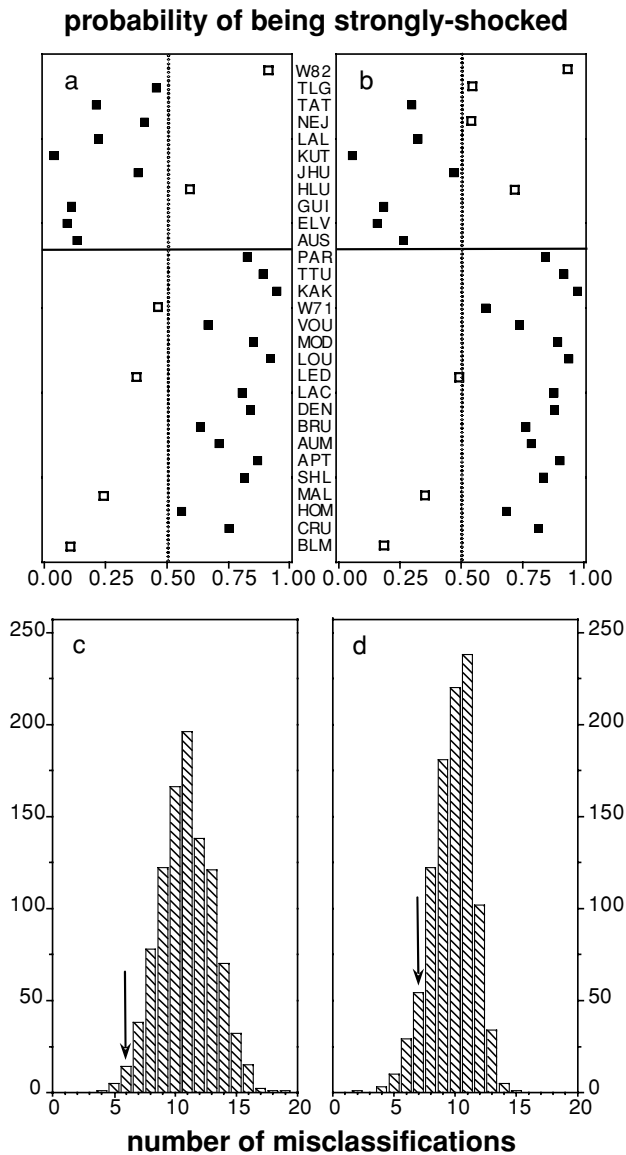 probability of being strongly-shocked
a
b
W82
TLG
TAT
NEJ
LAL
KUT
JHU
HLU
GUI
ELV
AUS
PAR
TTU
KAK
W71
VOU
MOD
LOU
LED
LAC
DEN
BRU
AUM
APT
SHL
MAL
HOM
CRU
BLM
0.00 0.25 0.50 0.75 1.00
0.00 0.25 0.50 0.75 1.00
c
250
200
150
100
50
0
0 5 10 15 20
d
250
200
150
100
50
0
0 5 10 15 20
number of misclassifications